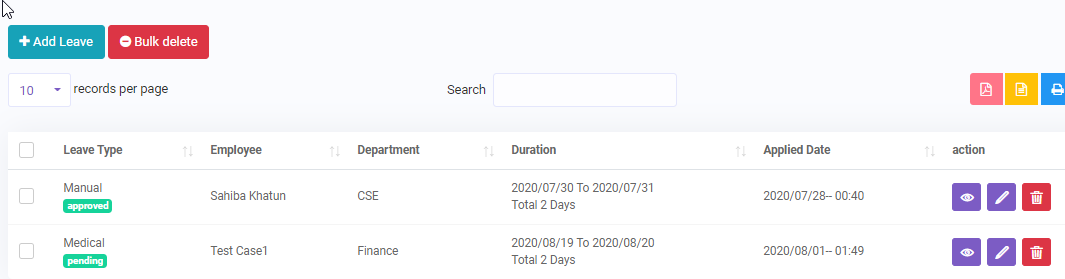 Add Leave Bulk delete
10 records per page Search
Leave Type Employee Department Duration Applied Date action
Manual
approved
Sahiba Khatun CSE
2020/07/30 To 2020/07/31
Total 2 Days
2020/07/28-- 00:40
Medical
pending
Test Case1 Finance
2020/08/19 To 2020/08/20
Total 2 Days
2020/08/01-- 01:49